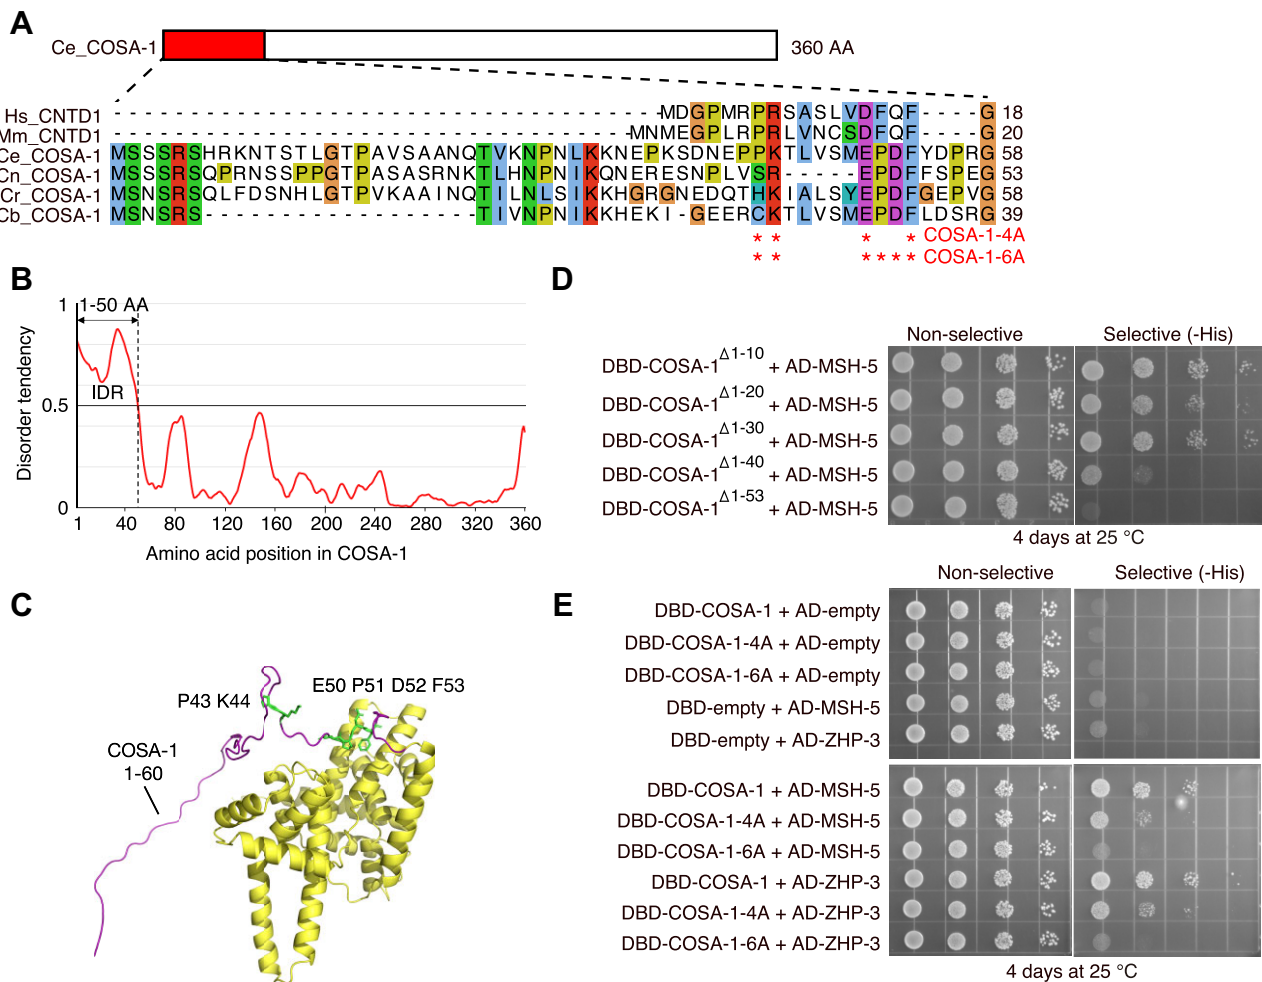 A
Ce_COSA-1 360 AA
Hs_CNTD1 - - - - - - - - - - - - - - - - - - - - - - - - - - - - - - - - - - - - MDGPMRPRSASLVDFQF - - - - G 18
Mm_CNTD1 - - - - - - - - - - - - - - - - - - - - - - - - - - - - - - - - - - MNMEGPLRPRLVNCSDFQF - - - - G 20
Ce_COSA-1 MSSSRSHRKNTSTLGTPAVSAANQTVKNPNLKKNEPKSDNEPPKTLVSMEPDFYDPRG 58
Cn_COSA-1 MSSSRSQPRNSSPPGTPASASRNKTLHNPNIKQNERESNPLVSR - - - - - EPDFFSPEG 53
Cr_COSA-1 MSNSRSQLFDSNHLGTPVKAAINQTLNLSIKKHGRGNEDQTHKIALSYEPDFGEPVG 58
Cb_COSA-1 MSNSRS - - - - - - - - - - - - - - - - - - TIVNPNIKKHEKI - GEERCKTLVSMEPDFLDSRG 39
* * * * COSA-1-4A
* * * * * * COSA-1-6A
B
1-50 AA
IDR
Disorder tendency
1
0.5
0
1 40 80 120 160 200 240 280 320 360
Amino acid position in COSA-1
C
P43 K44
E50 P51 D52 F53
COSA-1
1-60
D
Non-selective Selective (-His)
DBD-COSA-1Δ1-10 + AD-MSH-5
DBD-COSA-1Δ1-20 + AD-MSH-5
DBD-COSA-1Δ1-30 + AD-MSH-5
DBD-COSA-1Δ1-40 + AD-MSH-5
DBD-COSA-1Δ1-53 + AD-MSH-5
4 days at 25 °C
E
Non-selective Selective (-His)
DBD-COSA-1 + AD-empty
DBD-COSA-1-4A + AD-empty
DBD-COSA-1-6A + AD-empty
DBD-empty + AD-MSH-5
DBD-empty + AD-ZHP-3
DBD-COSA-1 + AD-MSH-5
DBD-COSA-1-4A + AD-MSH-5
DBD-COSA-1-6A + AD-MSH-5
DBD-COSA-1 + AD-ZHP-3
DBD-COSA-1-4A + AD-ZHP-3
DBD-COSA-1-6A + AD-ZHP-3
4 days at 25 °C